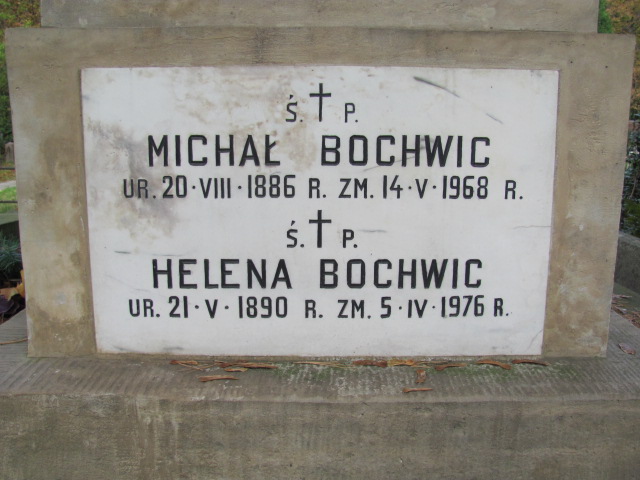 Ś. † P.
MICHAŁ BOCHWIC
UR. 20·VIII·1886 R. ZM. 14·V·1968 R.
Ś. † P.
HELENA BOCHWIC
UR. 21·V·1890 R. ZM. 5·IV·1976 R.